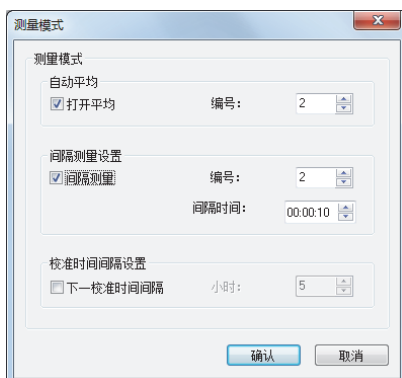 测量模式
测量模式
自动平均
打开平均 编号: 2
间隔测量设置
间隔测量 编号: 2
间隔时间: 00:00:10
校准时间间隔设置
下一校准时间间隔 小时: 5
确认 取消